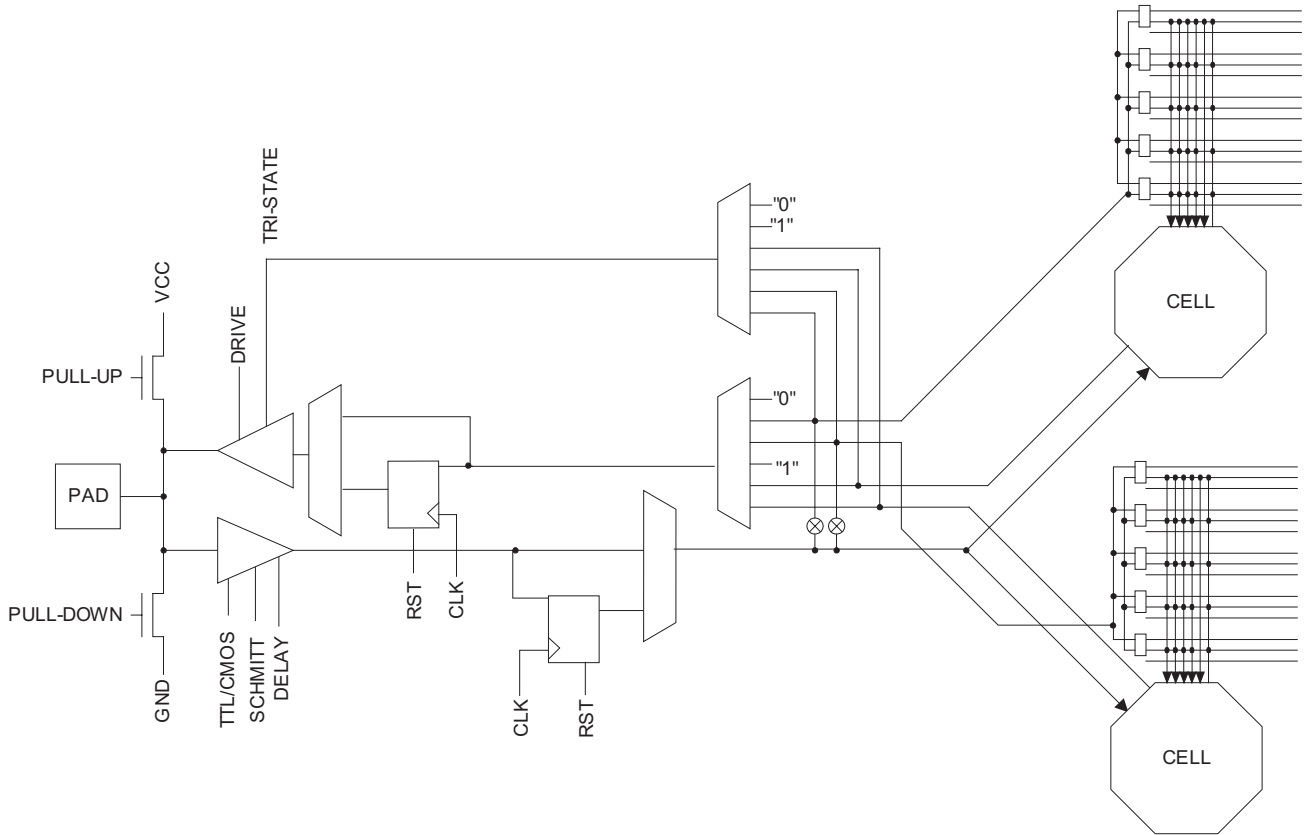 "0"
"1"
TRI-STATE
VCC
CELL
DRIVE
PULL-UP
"0"
"1"
PAD
RST
CLK
PULL-DOWN
TTL/CMOS
SCHMITT
DELAY
GND
CLK
RST
CELL